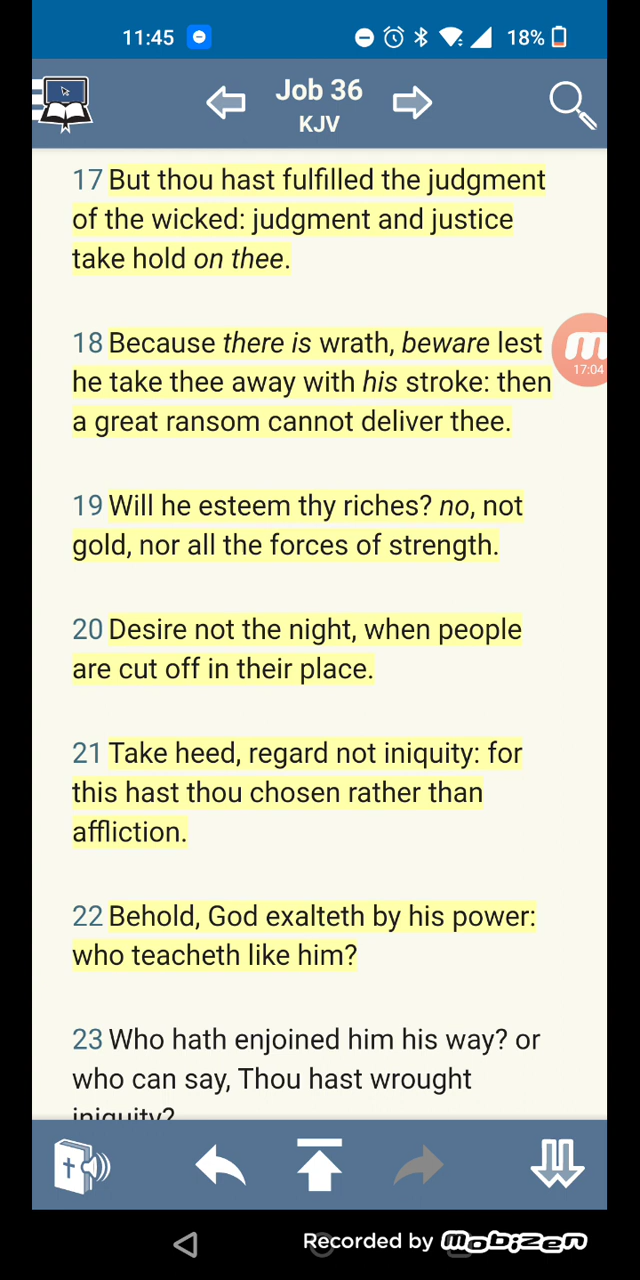 11:45
18%
Job 36
KJV
17 But thou hast fulfilled the judgment
of the wicked: judgment and justice
take hold on thee.
18 Because there is wrath, beware lest
he take thee away with his stroke: then
a great ransom cannot deliver thee.
17:04
19 Will he esteem thy riches? no, not
gold, nor all the forces of strength.
20 Desire not the night, when people
are cut off in their place.
21 Take heed, regard not iniquity: for
this hast thou chosen rather than
affliction.
22 Behold, God exalteth by his power:
who teacheth like him?
23 Who hath enjoined him his way? or
who can say, Thou hast wrought
iniquity?
Recorded by mobizen